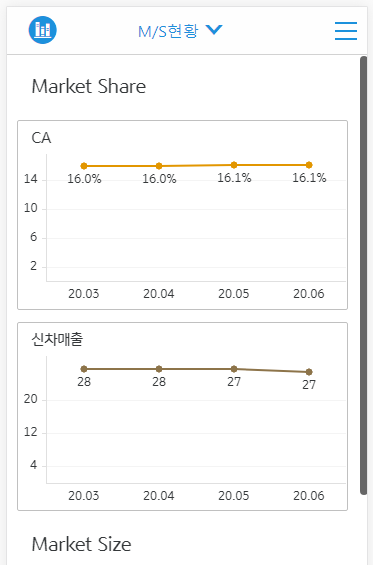 M/S현황
Market Share
CA
14
10
6
2
16.0% 16.0% 16.1% 16.1%
20.03 20.04 20.05 20.06
신차매출
20
12
4
28 28 27 27
20.03 20.04 20.05 20.06
Market Size